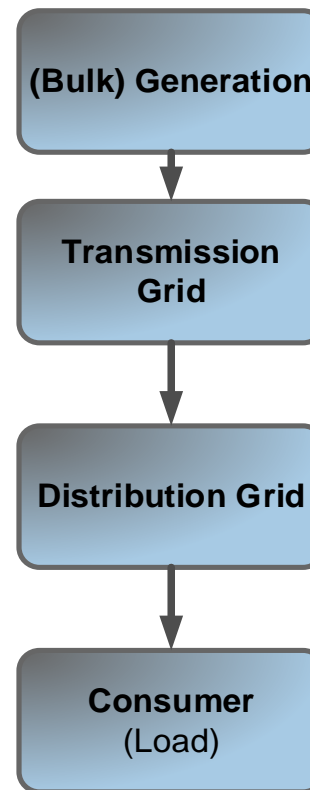 (Bulk) Generation
Transmission
Grid
Distribution Grid
Consumer
(Load)